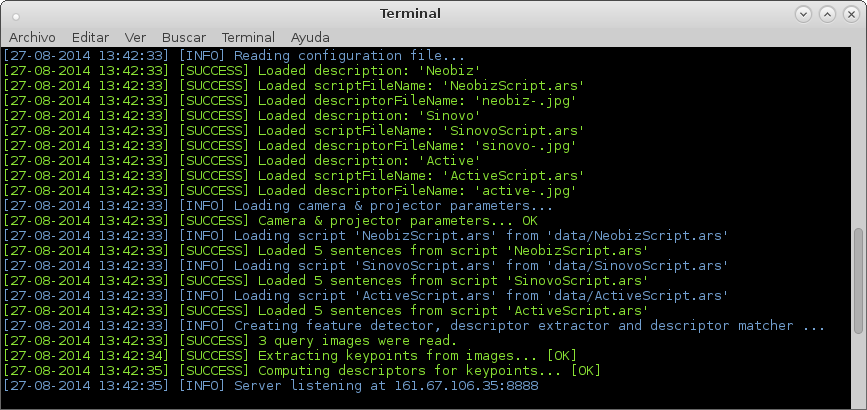 Terminal
Archivo Editar Ver Buscar Terminal Ayuda
[27-08-2014 13:42:33] [INFO] Reading configuration file...
[27-08-2014 13:42:33] [SUCCESS] Loaded description: 'Neobiz'
[27-08-2014 13:42:33] [SUCCESS] Loaded scriptFileName: 'NeobizScript.ars'
[27-08-2014 13:42:33] [SUCCESS] Loaded descriptorFileName: 'neobiz-.jpg'
[27-08-2014 13:42:33] [SUCCESS] Loaded description: 'Sinovo'
[27-08-2014 13:42:33] [SUCCESS] Loaded scriptFileName: 'SinovoScript.ars'
[27-08-2014 13:42:33] [SUCCESS] Loaded descriptorFileName: 'sinovo-.jpg'
[27-08-2014 13:42:33] [SUCCESS] Loaded description: 'Active'
[27-08-2014 13:42:33] [SUCCESS] Loaded scriptFileName: 'ActiveScript.ars'
[27-08-2014 13:42:33] [SUCCESS] Loaded descriptorFileName: 'active-.jpg'
[27-08-2014 13:42:33] [INFO] Loading camera & projector parameters...
[27-08-2014 13:42:33] [SUCCESS] Camera & projector parameters... OK
[27-08-2014 13:42:33] [INFO] Loading script 'NeobizScript.ars' from 'data/NeobizScript.ars'
[27-08-2014 13:42:33] [SUCCESS] Loaded 5 sentences from script 'NeobizScript.ars'
[27-08-2014 13:42:33] [INFO] Loading script 'SinovoScript.ars' from 'data/SinovoScript.ars'
[27-08-2014 13:42:33] [SUCCESS] Loaded 5 sentences from script 'SinovoScript.ars'
[27-08-2014 13:42:33] [INFO] Loading script 'ActiveScript.ars' from 'data/ActiveScript.ars'
[27-08-2014 13:42:33] [SUCCESS] Loaded 5 sentences from script 'ActiveScript.ars'
[27-08-2014 13:42:33] [INFO] Creating feature detector, descriptor extractor and descriptor matcher ...
[27-08-2014 13:42:33] [SUCCESS] 3 query images were read.
[27-08-2014 13:42:34] [SUCCESS] Extracting keypoints from images... [OK]
[27-08-2014 13:42:35] [SUCCESS] Computing descriptors for keypoints... [OK]
[27-08-2014 13:42:35] [INFO] Server listening at 161.67.106.35:8888